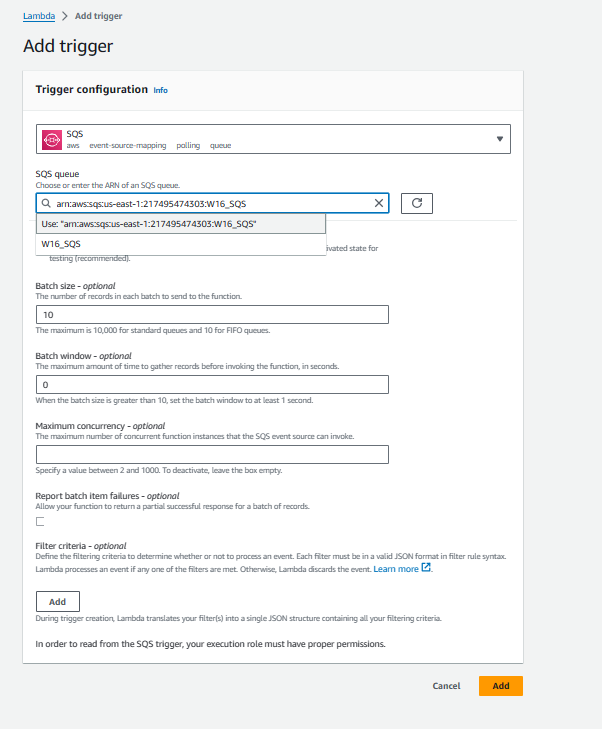 Lambda > Add trigger
Add trigger
Trigger configuration Info
SQS
aws event-source-mapping polling queue
SQS queue
Choose or enter the ARN of an SQS queue.
arn:aws:sqs:us-east-1:217495474303:W16_SQS
Use: "arn:aws:sqs:us-east-1:217495474303:W16_SQS"
W16_SQS
ivated state for
testing (recommended).
Batch size - optional
The number of records in each batch to send to the function.
10
The maximum is 10,000 for standard queues and 10 for FIFO queues.
Batch window - optional
The maximum amount of time to gather records before invoking the function, in seconds.
0
When the batch size is greater than 10, set the batch window to at least 1 second.
Maximum concurrency - optional
The maximum number of concurrent function instances that the SQS event source can invoke.
Specify a value between 2 and 1000. To deactivate, leave the box empty.
Report batch item failures - optional
Allow your function to return a partial successful response for a batch of records.
Filter criteria - optional
Define the filtering criteria to determine whether or not to process an event. Each filter must be in a valid JSON format in filter rule syntax.
Lambda processes an event if any one of the filters are met. Otherwise, Lambda discards the event. Learn more
Add
During trigger creation, Lambda translates your filter(s) into a single JSON structure containing all your filtering criteria.
In order to read from the SQS trigger, your execution role must have proper permissions.
Cancel Add